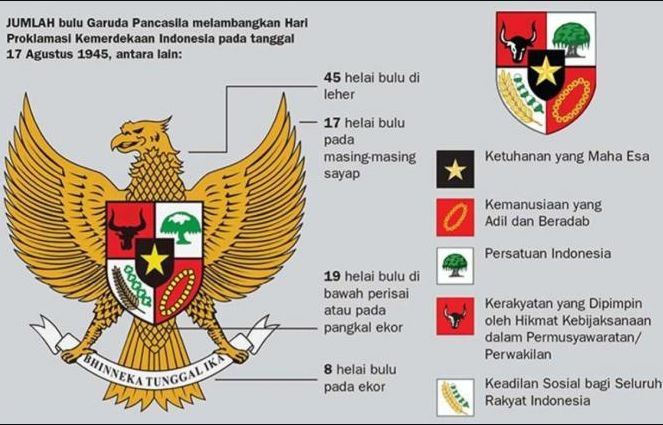 JUMLAH bulu Garuda Pancasila melambangkan Hari
Proklamasi Kemerdekaan Indonesia pada tanggal
17 Agustus 1945, antara lain:
45 helai bulu di
leher
17 helai bulu
pada
masing-masing
sayap
19 helai bulu di
bawah perisai
atau pada
pangkal ekor
8 helai bulu
pada ekor
BHINNEKA TUNGGAL IKA
Ketuhanan yang Maha Esa
Kemanusiaan yang
Adil dan Beradab
Persatuan Indonesia
Kerakyatan yang Dipimpin
oleh Hikmat Kebijaksanaan
dalam Permusyawaratan/
Perwakilan
Keadilan Sosial bagi Seluruh
Rakyat Indonesia